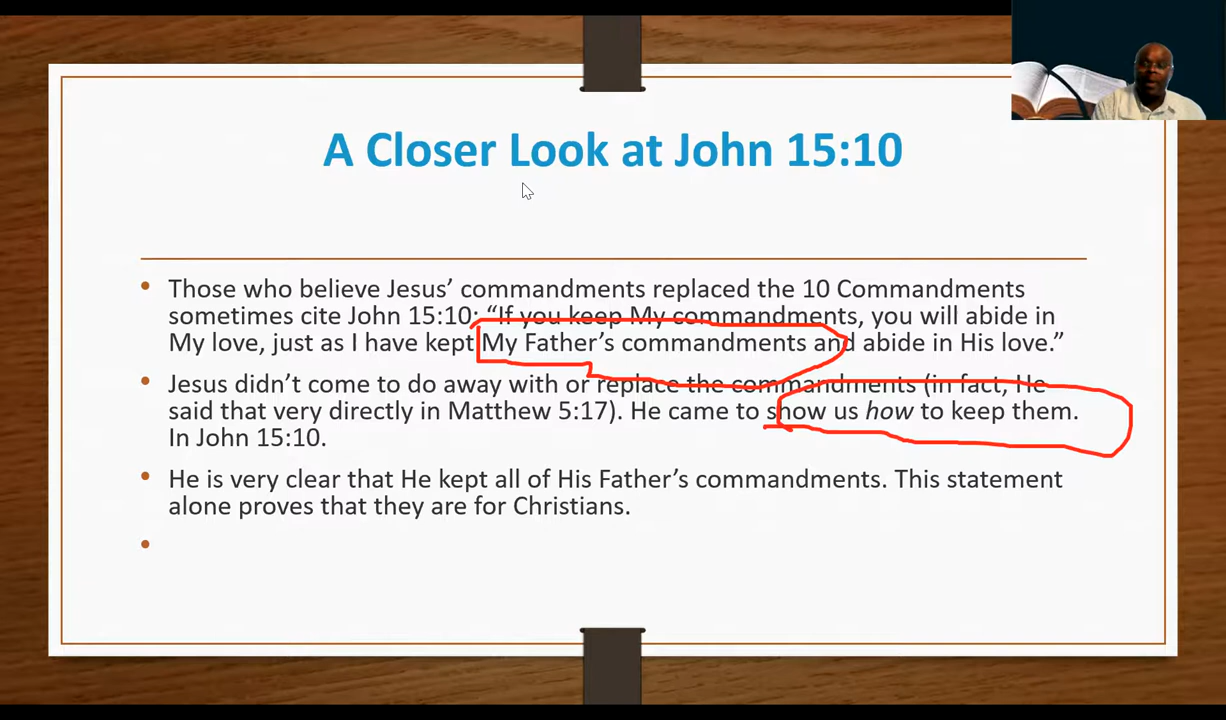 A Closer Look at John 15:10
• Those who believe Jesus’ commandments replaced the 10 Commandments
sometimes cite John 15:10: “If you keep My commandments, you will abide in
My love, just as I have kept My Father’s commandments and abide in His love.”
• Jesus didn’t come to do away with or replace the commandments (in fact, He
said that very directly in Matthew 5:17). He came to show us how to keep them.
In John 15:10.
• He is very clear that He kept all of His Father’s commandments. This statement
alone proves that they are for Christians.
•